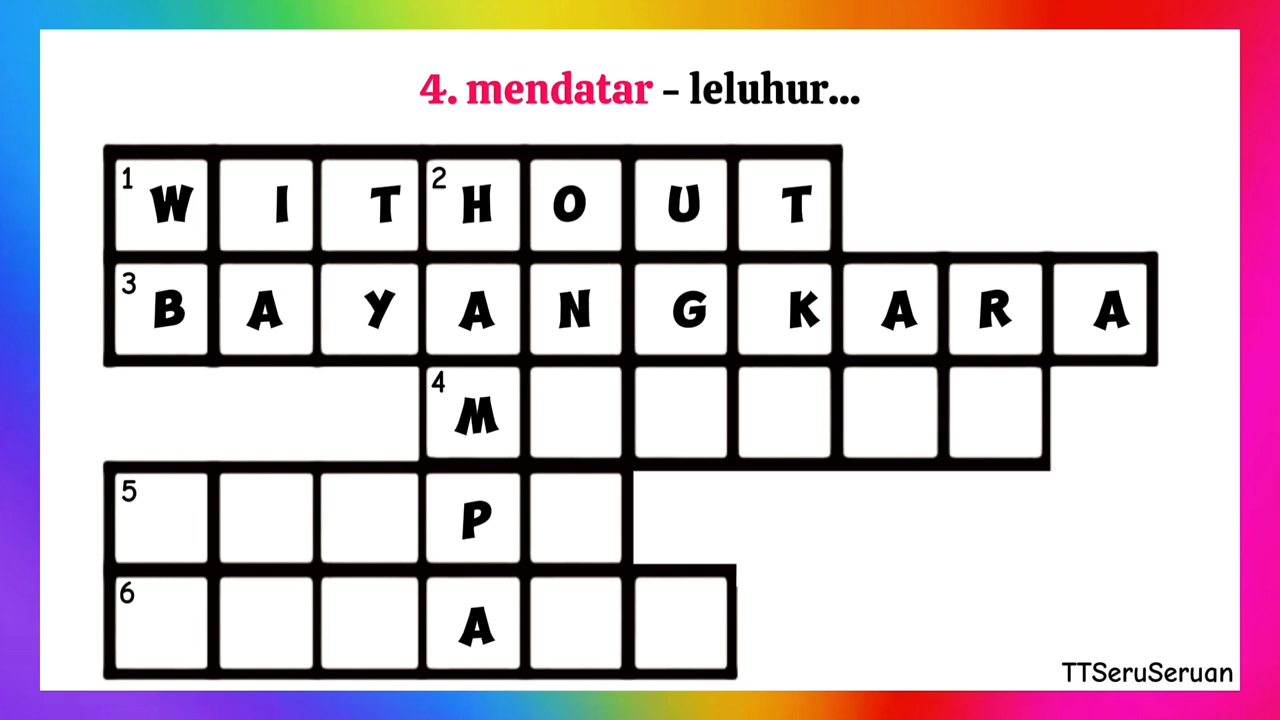 4. mendatar - leluhur...
1 W I T 2 H O U T
3 B A Y A N G K A R A
4 M
5 P
6 A
TTSeruSeruan